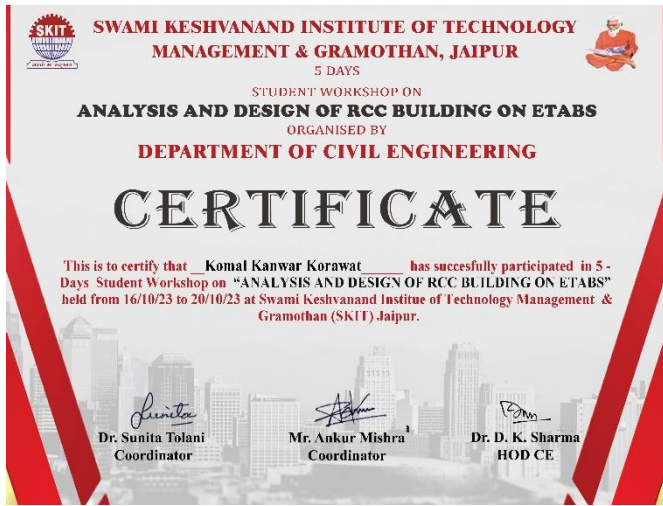 SKIT
SWAMI KESHVANAND INSTITUTE OF TECHNOLOGY
MANAGEMENT & GRAMOTHAN, JAIPUR
5 DAYS
STUDENT WORKSHOP ON
ANALYSIS AND DESIGN OF RCC BUILDING ON ETABS
ORGANISED BY
DEPARTMENT OF CIVIL ENGINEERING
CERTIFICATE
This is to certify that __Komal Kanwar Korawat_____ has succesfully participated in 5 -
Days Student Workshop on "ANALYSIS AND DESIGN OF RCC BUILDING ON ETABS"
held from 16/10/23 to 20/10/23 at Swami Keshvanand Institue of Technology Management &
Gramothan (SKIT) Jaipur.
Dr. Sunita Tolani Mr. Ankur Mishra Dr. D. K. Sharma
Coordinator Coordinator HOD CE